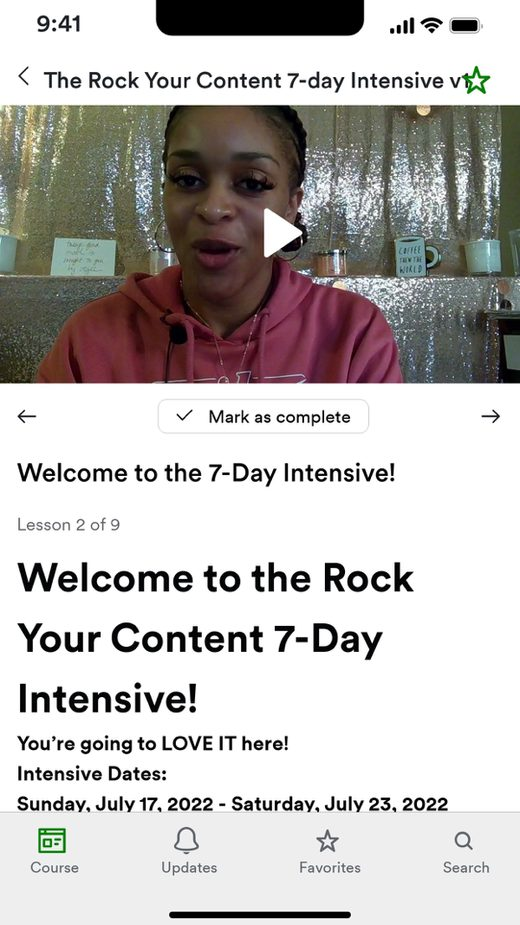 9:41
The Rock Your Content 7-day Intensive
COFFEE
THEN THE
WORLD
Mark as complete
Welcome to the 7-Day Intensive!
Lesson 2 of 9
Welcome to the Rock
Your Content 7-Day
Intensive!
You’re going to LOVE IT here!
Intensive Dates:
Sunday, July 17, 2022 - Saturday, July 23, 2022
Course
Updates
Favorites
Search